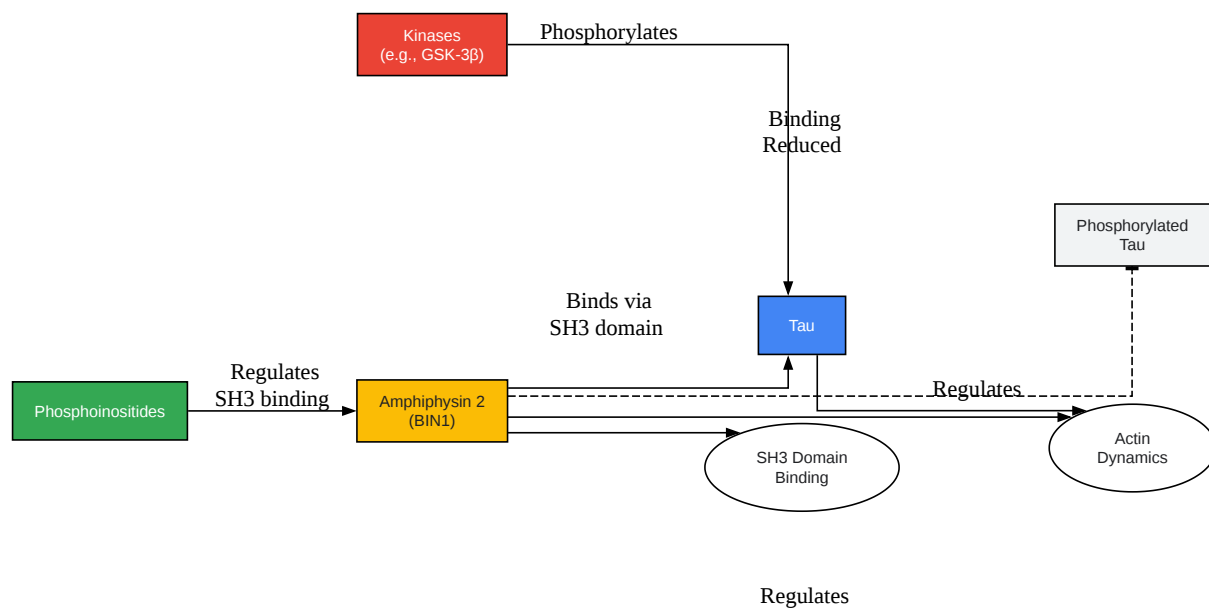 Kinases
(e.g., GSK-3β)
Phosphorylates
Binding
Reduced
Phosphorylated
Tau
Binds via
SH3 domain
Tau
Regulates
SH3 binding
Phosphoinositides
Amphiphysin 2
(BIN1)
Regulates
Actin
Dynamics
SH3 Domain
Binding
Regulates